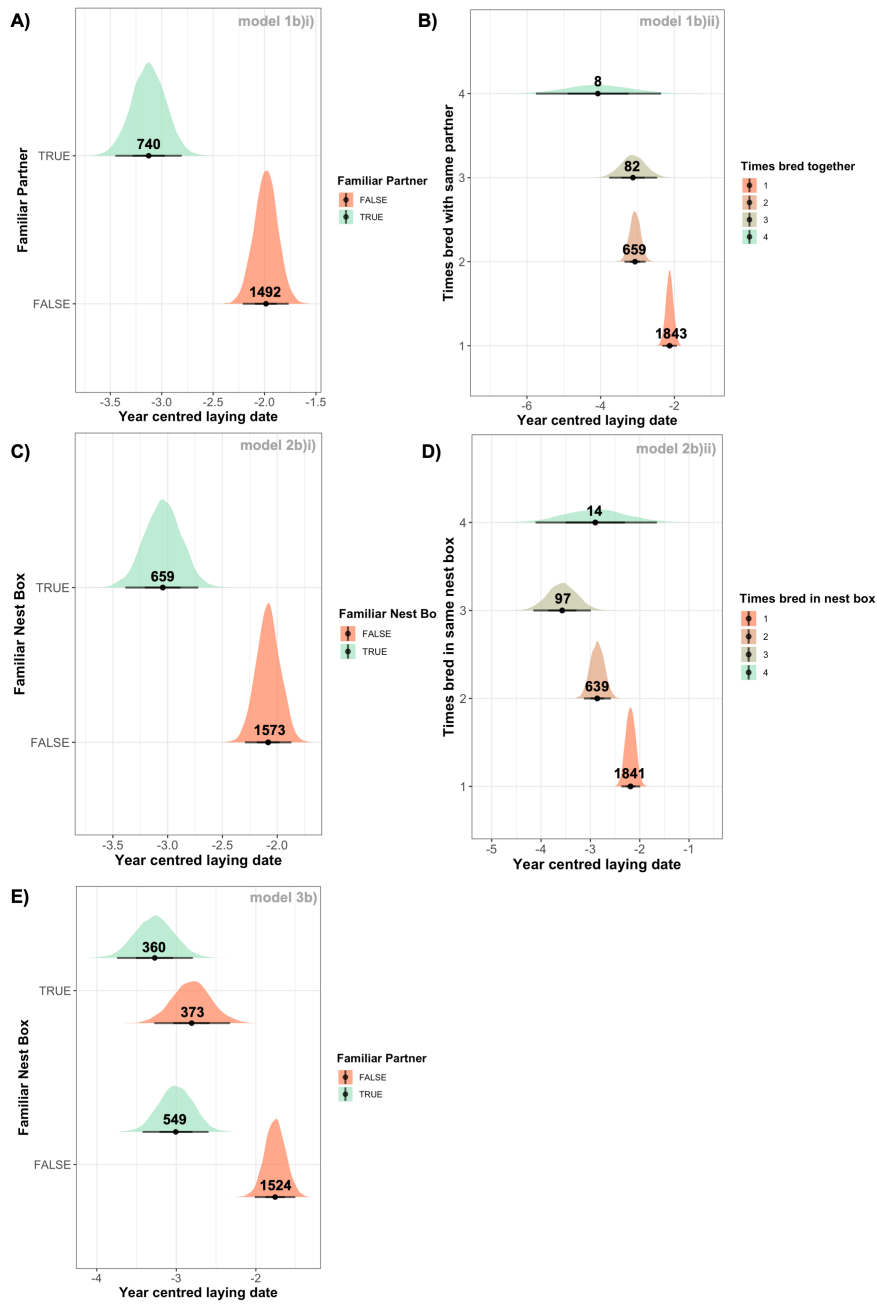 A)
model 1b)i)
Familiar Partner
TRUE
740
FALSE
1492
-3.5
-3.0
-2.5
-2.0
-1.5
Year centred laying date
Familiar Partner
FALSE
TRUE
B)
model 1b)ii)
Times bred with same partner
4
8
3
82
2
659
1
1843
-6
-4
-2
Year centred laying date
Times bred together
1
2
3
4
C)
model 2b)i)
Familiar Nest Box
TRUE
659
FALSE
1573
-3.5
-3.0
-2.5
-2.0
Year centred laying date
Familiar Nest Bo
FALSE
TRUE
D)
model 2b)ii)
Times bred in same nest box
4
14
3
97
2
639
1
1841
-5
-4
-3
-2
-1
Year centred laying date
Times bred in nest box
1
2
3
4
E)
model 3b)
Familiar Nest Box
360
TRUE
373
549
FALSE
1524
-4
-3
-2
Year centred laying date
Familiar Partner
FALSE
TRUE